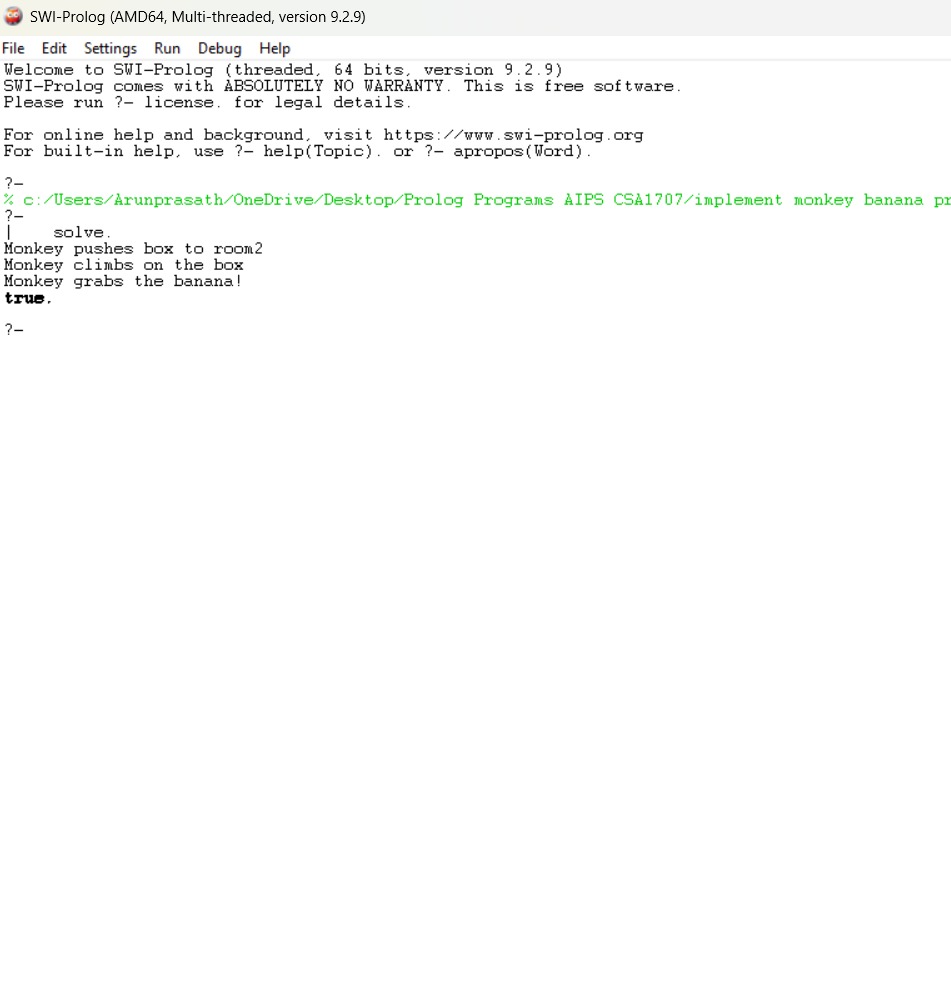 SWI-Prolog (AMD64, Multi-threaded, version 9.2.9)
File Edit Settings Run Debug Help
Welcome to SWI-Prolog (threaded, 64 bits, version 9.2.9)
SWI-Prolog comes with ABSOLUTELY NO WARRANTY. This is free software.
Please run ?- license. for legal details.
For online help and background, visit https://www.swi-prolog.org
For built-in help, use ?- help(Topic). or ?- apropos(Word).
?-
% c:/Users/Arunprasath/OneDrive/Desktop/Prolog Programs AIPS CSA1707/implement monkey banana pr
?-
| solve.
Monkey pushes box to room2
Monkey climbs on the box
Monkey grabs the banana!
true.
?-